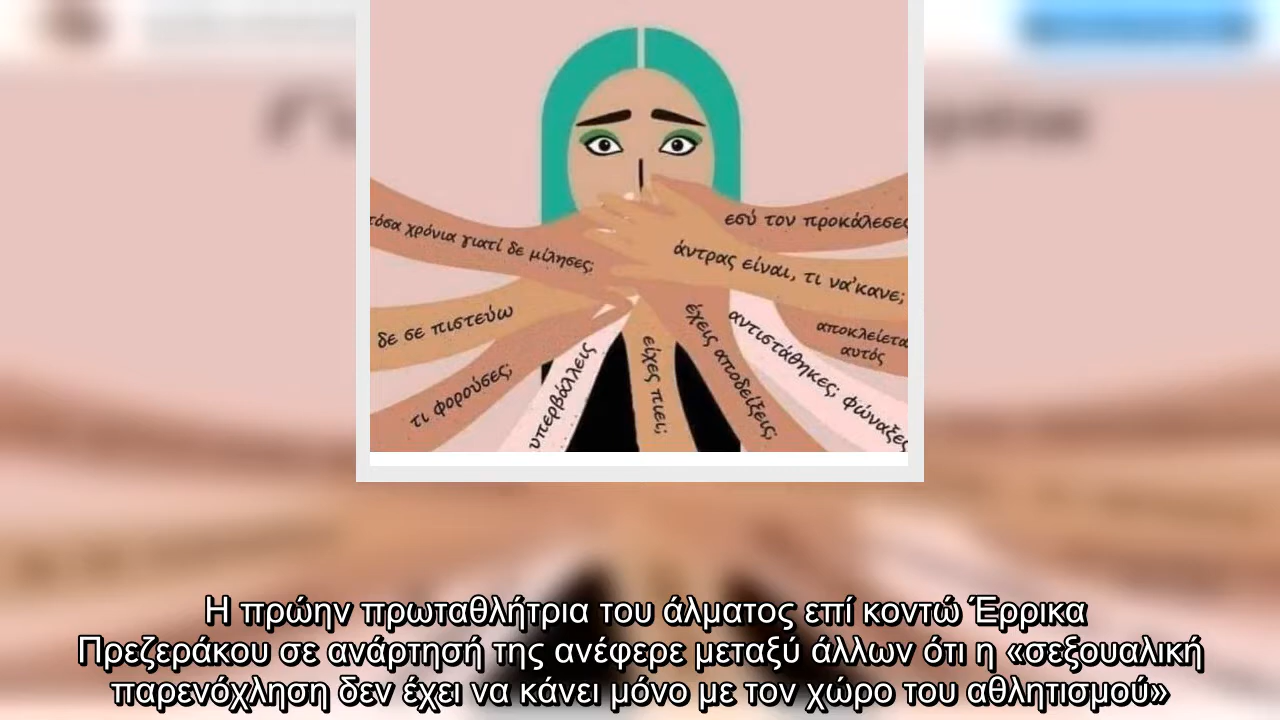 εσύ τον προκάλεσες
τόσα χρόνια γιατί δε μίλησες;
άντρας είναι, τι να'κανε;
δε σε πιστεύω
αποκλείεται
αυτός
τι φορούσες;
υπερβάλλεις
είχες πιει;
έχεις αποδείξεις;
αντιστάθηκες; φώναξες
Η πρώην πρωταθλήτρια του άλματος επί κοντώ Έρρικα
Πρεζεράκου σε ανάρτησή της ανέφερε μεταξύ άλλων ότι η «σεξουαλική
παρενόχληση δεν έχει να κάνει μόνο με τον χώρο του αθλητισμού»